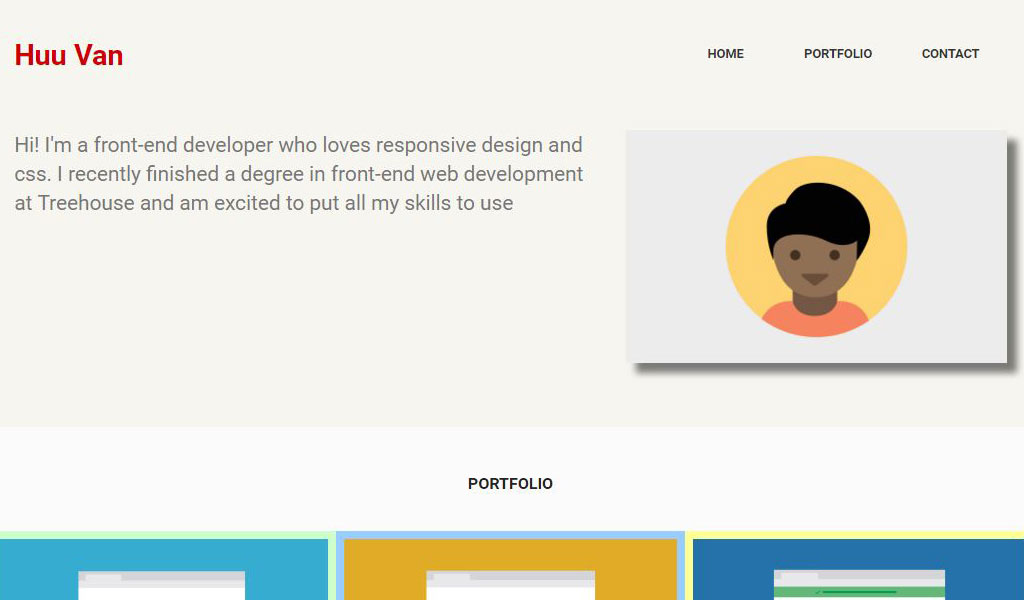 Huu Van
HOME
PORTFOLIO
CONTACT
Hi! I'm a front-end developer who loves responsive design and
css. I recently finished a degree in front-end web development
at Treehouse and am excited to put all my skills to use
PORTFOLIO